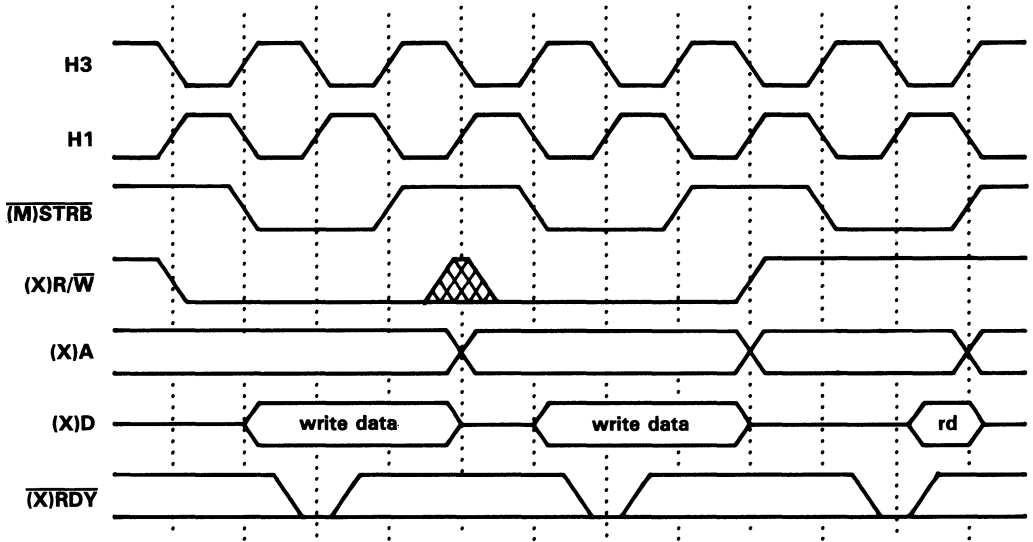 H3
H1
(M)STRB
(X)R/W
(X)A
(X)D
write data
write data
rd
(X)RDY